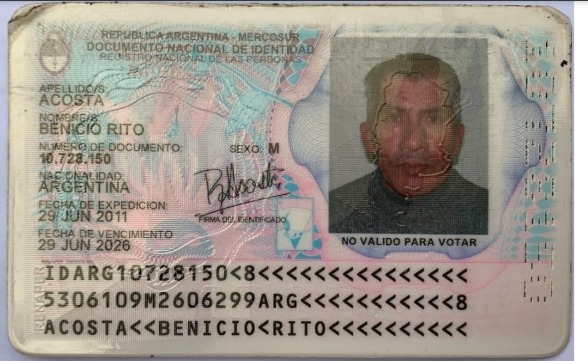 REPUBLICA ARGENTINA - MERCOSUR
DOCUMENTO NACIONAL DE IDENTIDAD
REGISTRO NACIONAL DE LAS PERSONAS
APELLIDO/S:
ACOSTA
NOMBRE/S:
BENICIO RITO
NUMERO DE DOCUMENTO:
10.728.150
SEXO: M
NACIONALIDAD:
ARGENTINA
FECHA DE EXPEDICION:
29 JUN 2011
FIRMA DEL IDENTIFICADO
FECHA DE VENCIMIENTO
29 JUN 2026
NO VALIDO PARA VOTAR
IDARG10728150<8<<<<<<<<<<<<<<<
5306109M2606299ARG<<<<<<<<<<<8
ACOSTA<<BENICIO<RITO<<<<<<<<<<